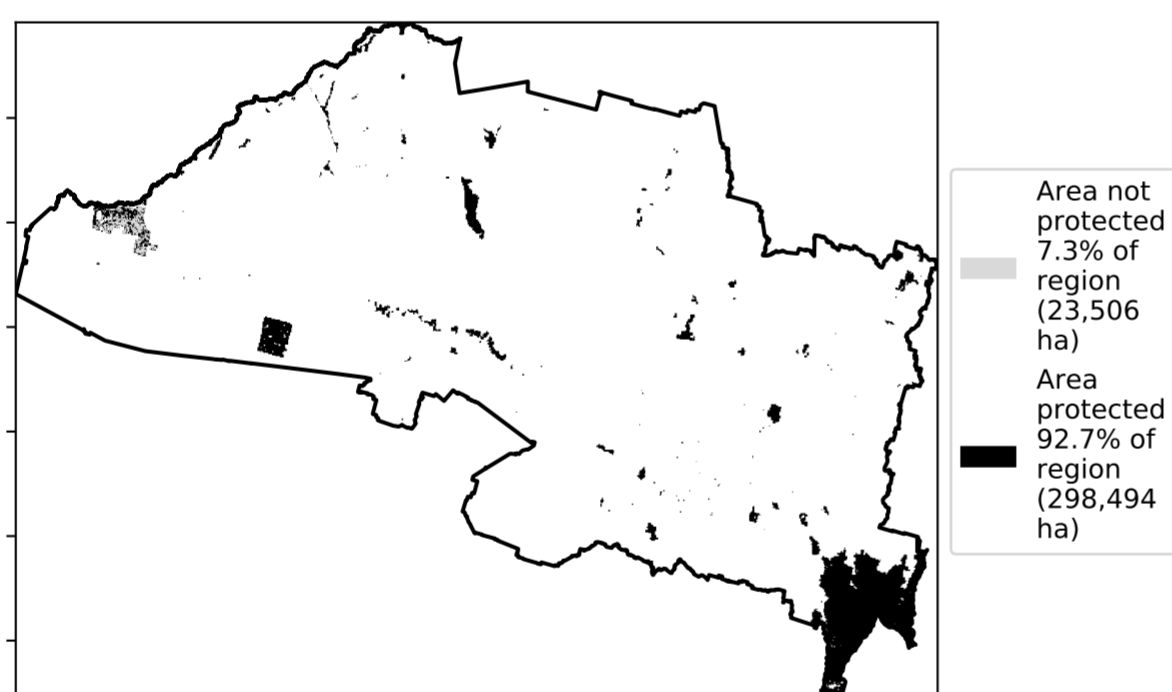 Area not
protected
7.3% of
region
(23,506
ha)
Area
protected
92.7% of
region
(298,494
ha)